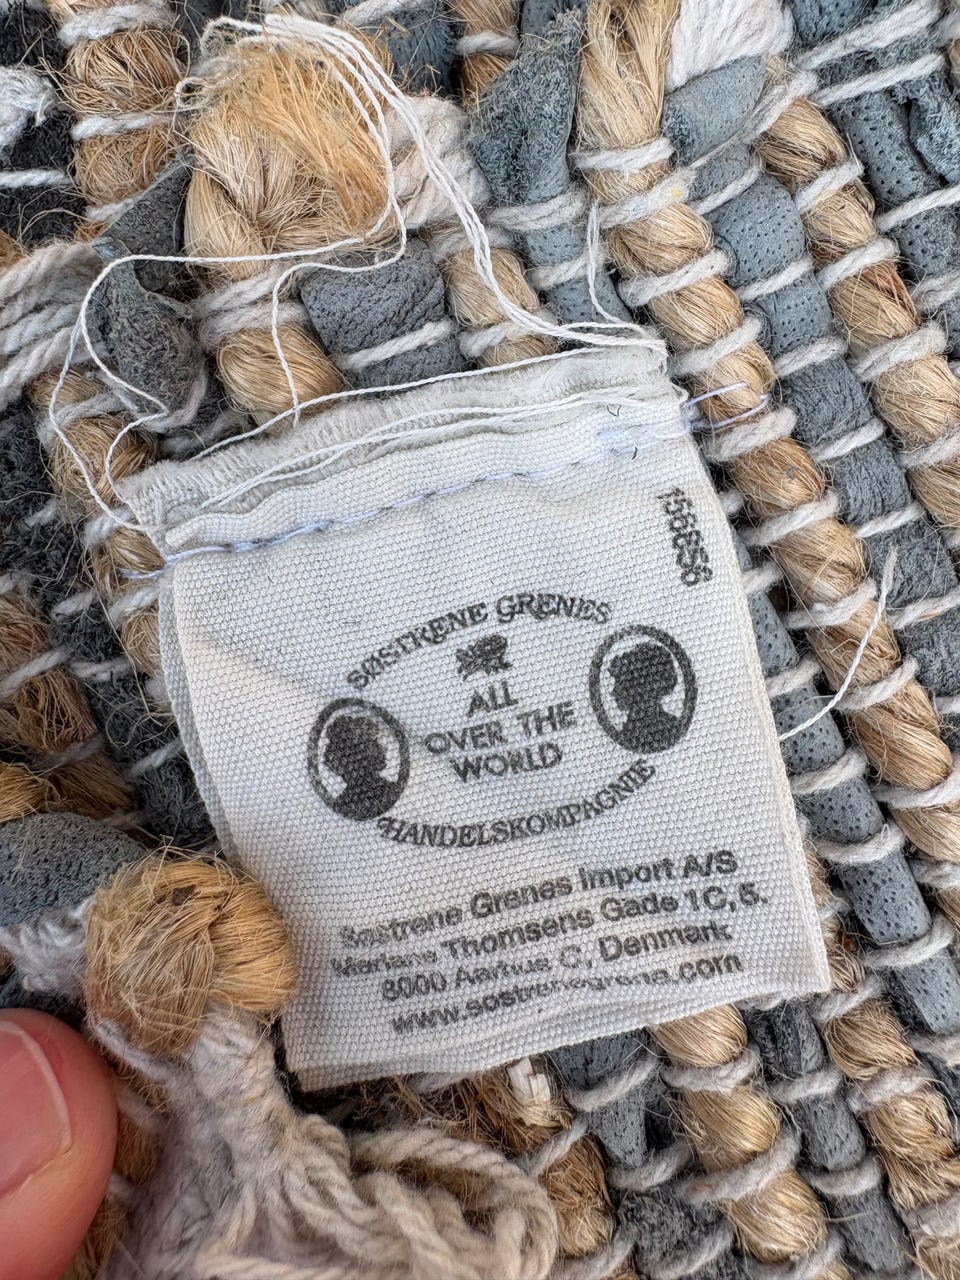 156856
SØSTRENE GRENES
ALL
OVER THE
WORLD
HANDELSKOMPAGNIE
Søstrene Grenes Import A/S
Mariane Thomsens Gade 1C, 5.
8000 Aarhus C, Denmark
www.sostrenegrene.com